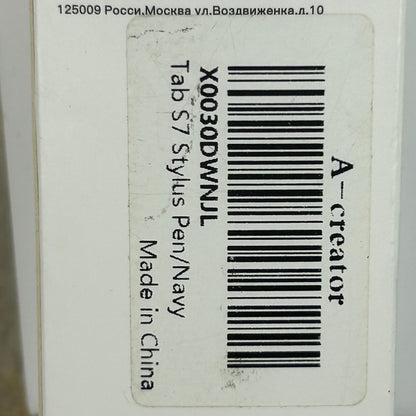 125009 Росси,Москва ул.Воздвиженка.д.10
A-creator
X0030DWNJL
Tab S7 Stylus Pen/Navy
Made in China